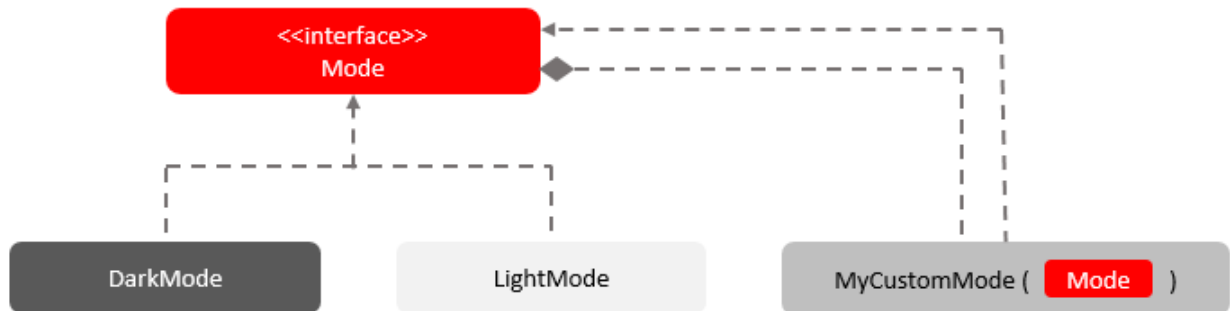 <<interface>>
Mode
DarkMode
LightMode
MyCustomMode ( Mode )